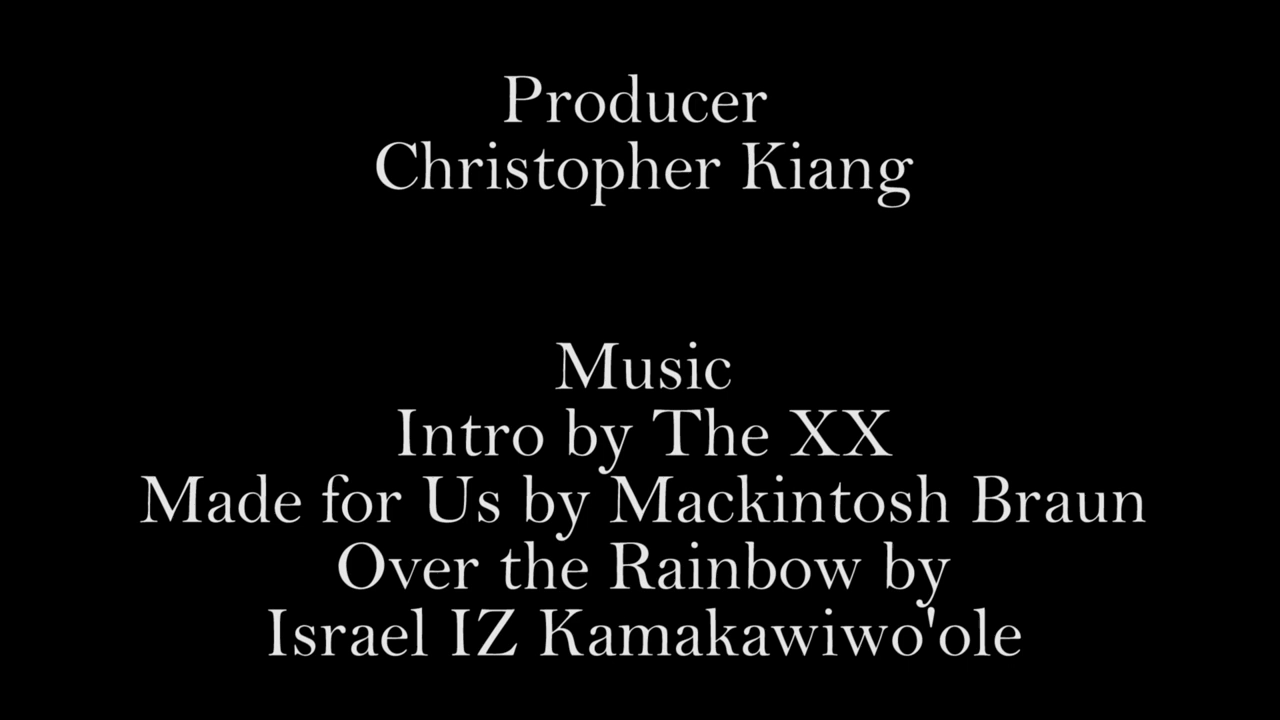 Producer
Christopher Kiang
Music
Intro by The XX
Made for Us by Mackintosh Braun
Over the Rainbow by
Israel IZ Kamakawiwo'ole